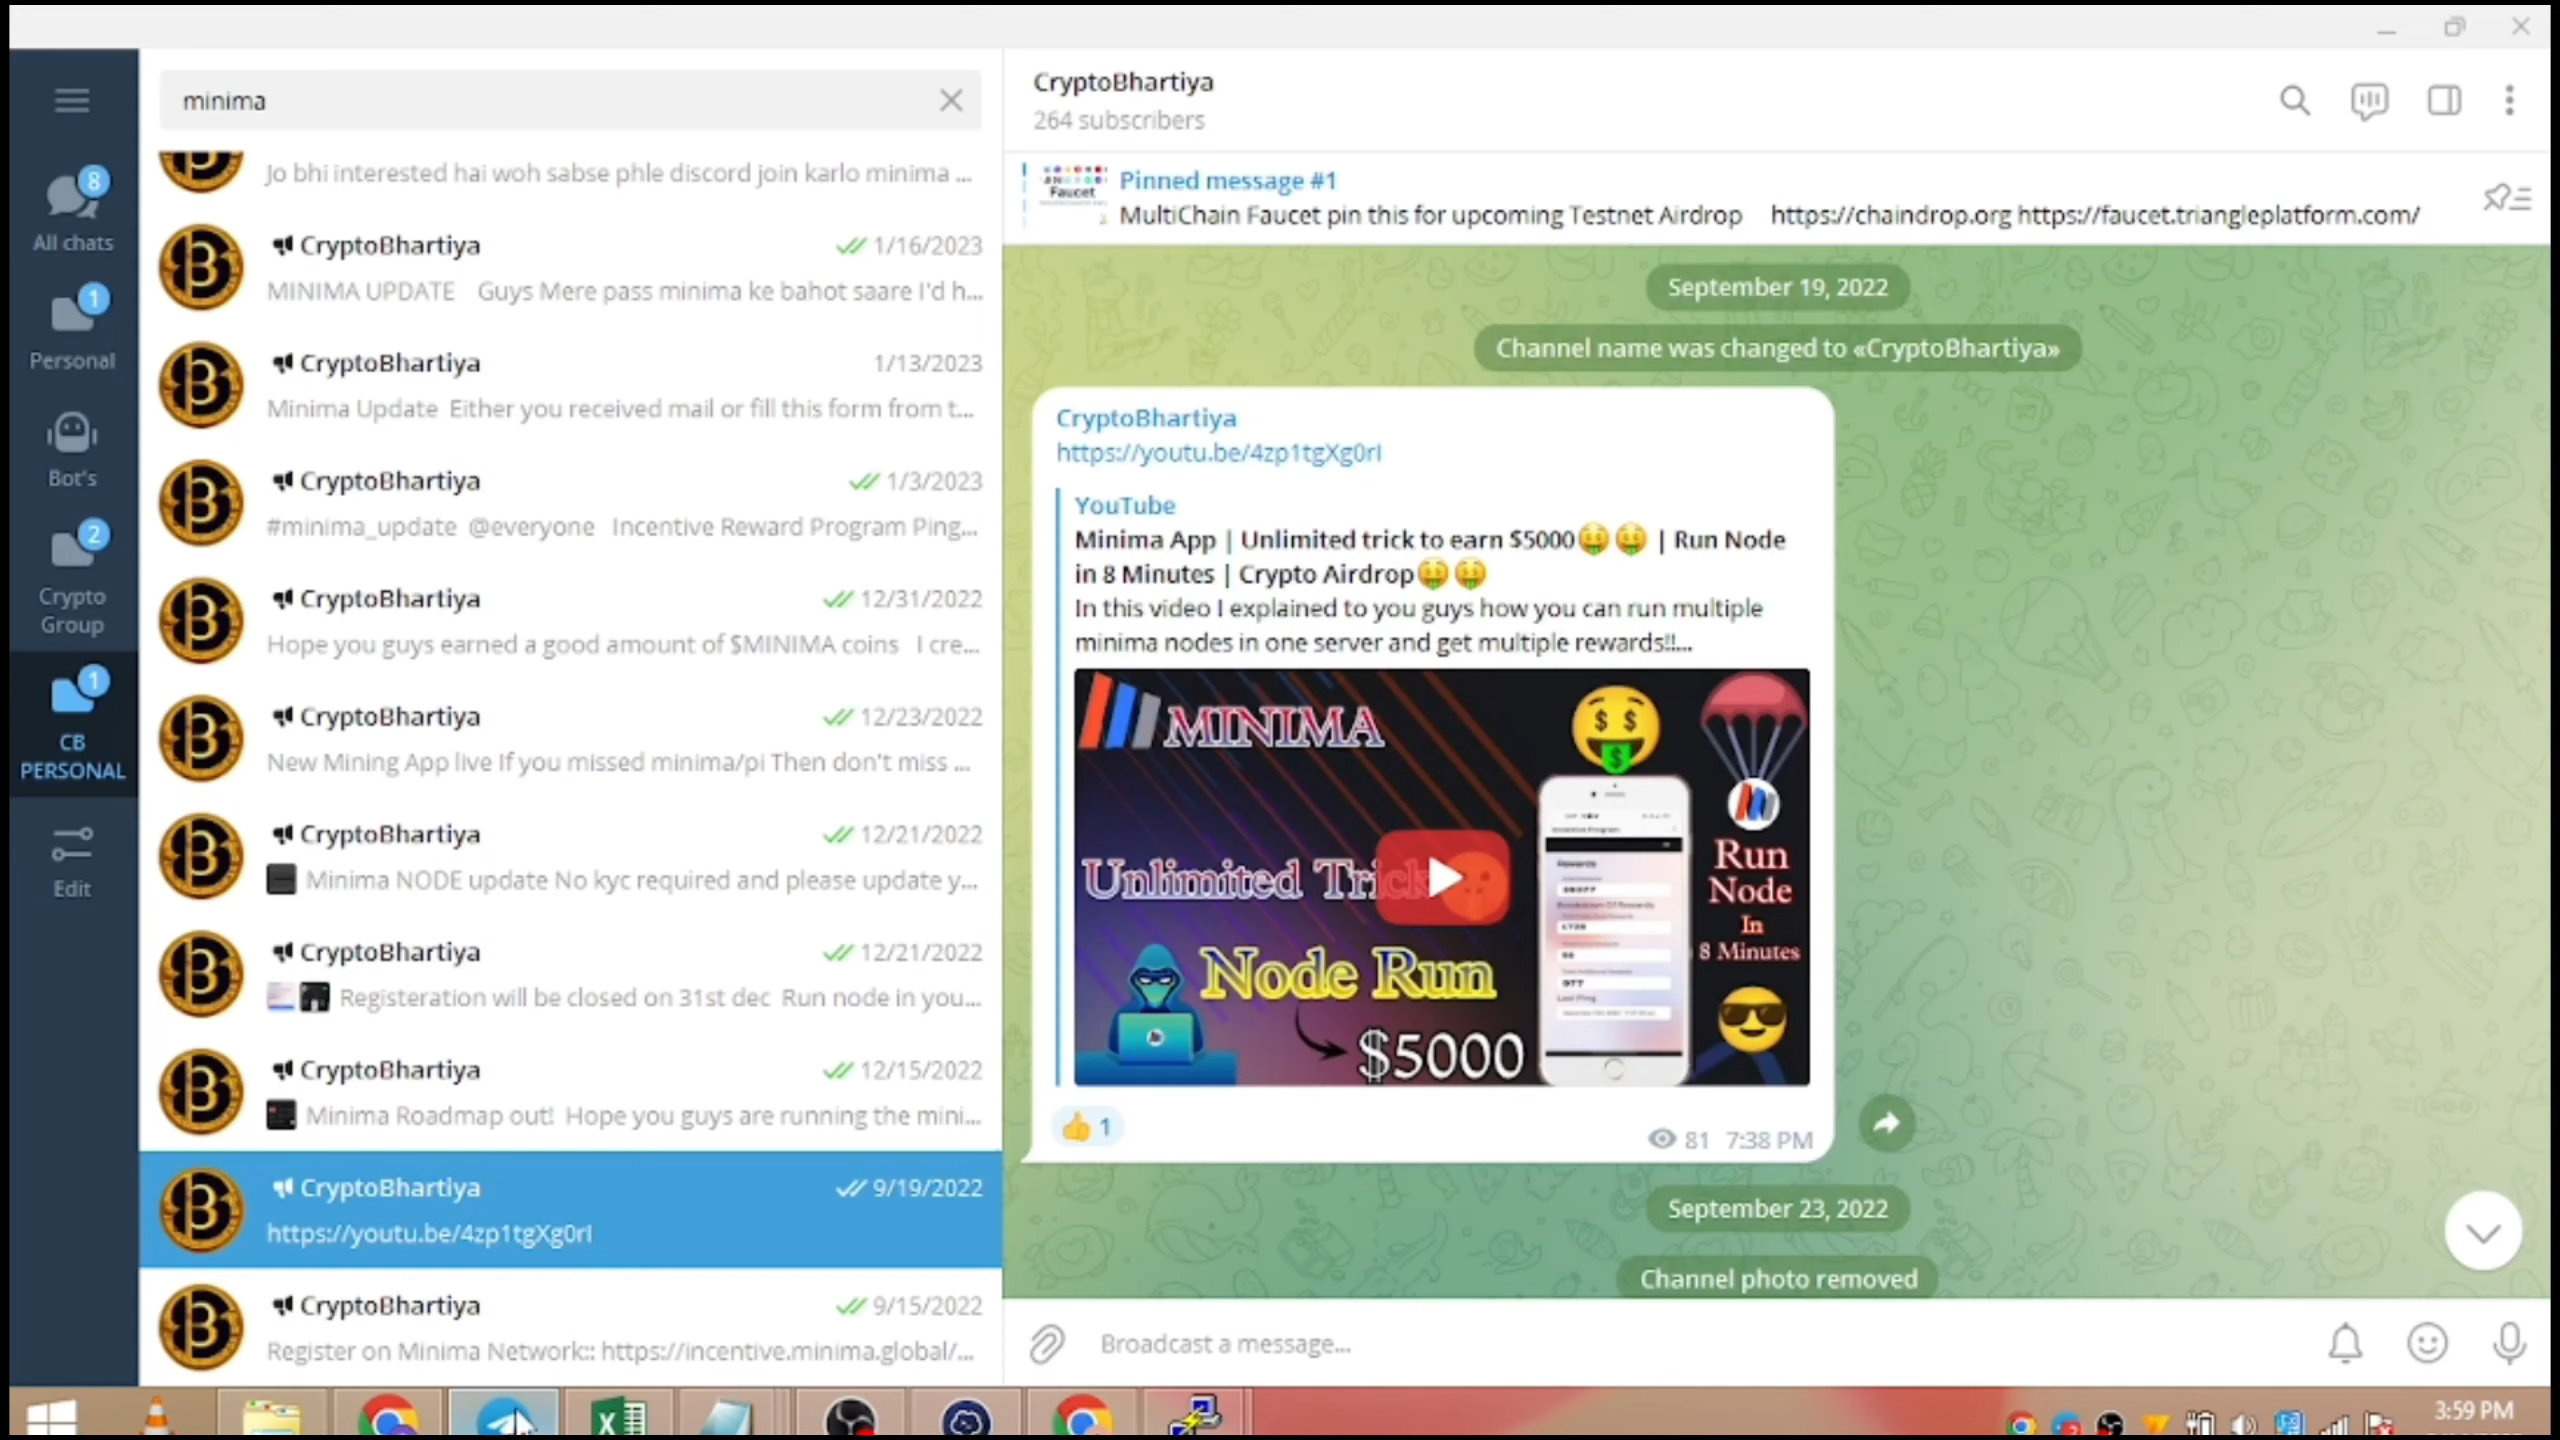 minima
Jo bhi interested hai woh sabse phle discord join karlo minima ...
CryptoBhartiya 1/16/2023
MINIMA UPDATE Guys Mere pass minima ke bahot saare I'd h...
CryptoBhartiya 1/13/2023
Minima Update Either you received mail or fill this form from t...
CryptoBhartiya 1/3/2023
#minima_update @everyone Incentive Reward Program Ping...
CryptoBhartiya 12/31/2022
Hope you guys earned a good amount of $MINIMA coins I cre...
CryptoBhartiya 12/23/2022
New Mining App live If you missed minima/pi Then don't miss ...
CryptoBhartiya 12/21/2022
Minima NODE update No kyc required and please update y...
CryptoBhartiya 12/21/2022
Registeration will be closed on 31st dec Run node in you...
CryptoBhartiya 12/15/2022
Minima Roadmap out! Hope you guys are running the mini...
CryptoBhartiya 9/19/2022
https://youtu.be/4zp1tgXg0rI
CryptoBhartiya 9/15/2022
Register on Minima Network:: https://incentive.minima.global/...
8
All chats
1
Personal
Bot's
2
Crypto
Group
1
CB
PERSONAL
Edit
CryptoBhartiya
264 subscribers
Faucet
Pinned message #1
MultiChain Faucet pin this for upcoming Testnet Airdrop https://chaindrop.org https://faucet.triangleplatform.com/
September 19, 2022
Channel name was changed to «CryptoBhartiya»
CryptoBhartiya
https://youtu.be/4zp1tgXg0rI
YouTube
Minima App | Unlimited trick to earn $5000🤑🤑 | Run Node
in 8 Minutes | Crypto Airdrop🤑🤑
In this video I explained to you guys how you can run multiple
minima nodes in one server and get multiple rewards!!...
MINIMA
Unlimited Trick
Node Run
$5000
Rewards
Run
Node
In
8 Minutes
👍 1
81 7:38 PM
September 23, 2022
Channel photo removed
Broadcast a message...
3:59 PM